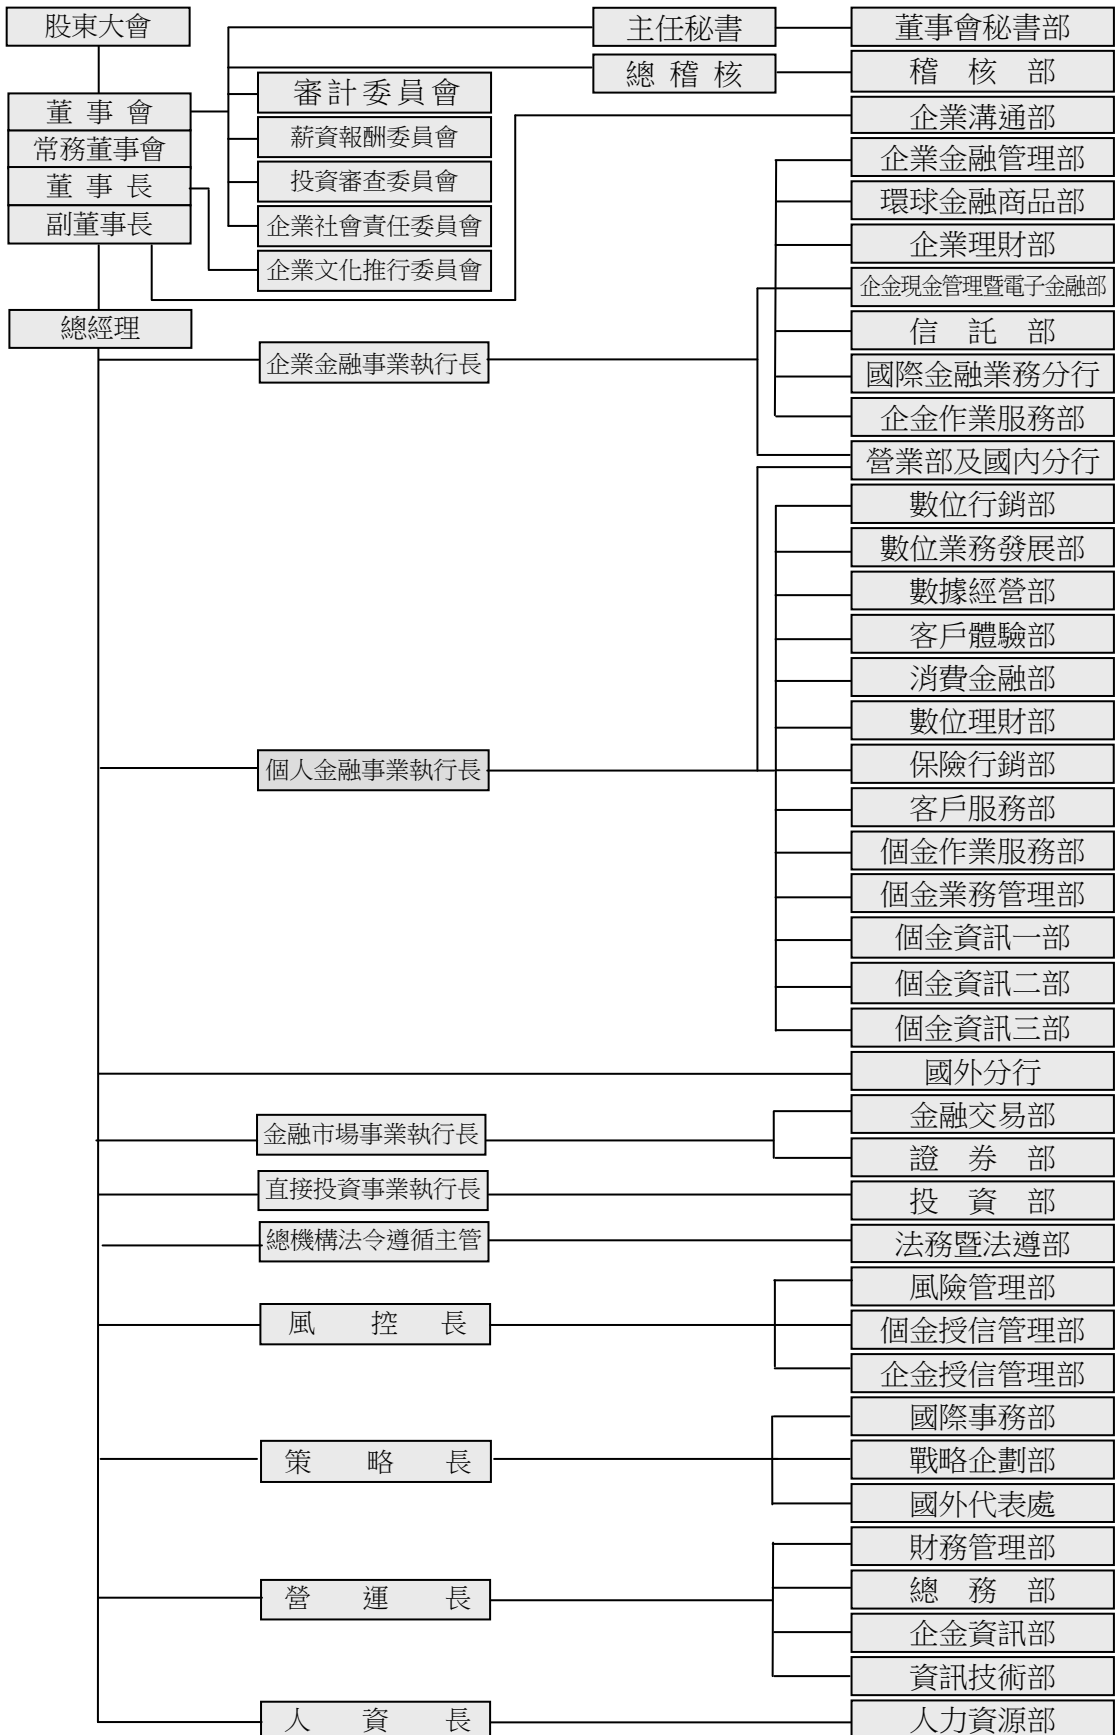 股東大會
主任秘書
董事會秘書部
總稽核
稽核部
審計委員會
董事會
企業溝通部
薪資報酬委員會
常務董事會
企業金融管理部
投資審查委員會
董事長
環球金融商品部
企業社會責任委員會
副董事長
企業理財部
企業文化推行委員會
企金現金管理暨電子金融部
總經理
信託部
企業金融事業執行長
國際金融業務分行
企金作業服務部
營業部及國內分行
數位行銷部
數位業務發展部
數據經營部
客戶體驗部
消費金融部
數位理財部
個人金融事業執行長
保險行銷部
客戶服務部
個金作業服務部
個金業務管理部
個金資訊一部
個金資訊二部
個金資訊三部
國外分行
金融市場事業執行長
金融交易部
證券部
直接投資事業執行長
投資部
總機構法令遵循主管
法務暨法遵部
風險管理部
風控長
個金授信管理部
企金授信管理部
國際事務部
策略長
戰略企劃部
國外代表處
財務管理部
營運長
總務部
企金資訊部
資訊技術部
人資長
人力資源部